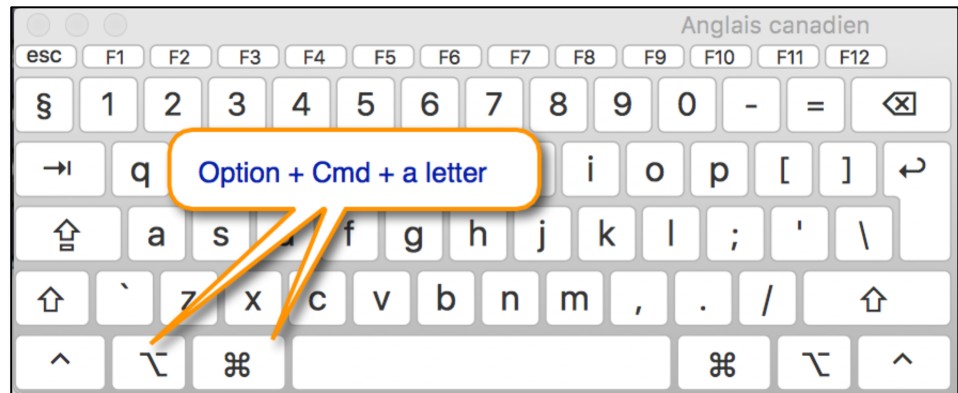 Anglais canadien
esc F1 F2 F3 F4 F5 F6 F7 F8 F9 F10 F11 F12
§ 1 2 3 4 5 6 7 8 9 0 - =
q i o p [ ]
Option + Cmd + a letter
a s f g h j k l ; ' \
` z x c v b n m , . /